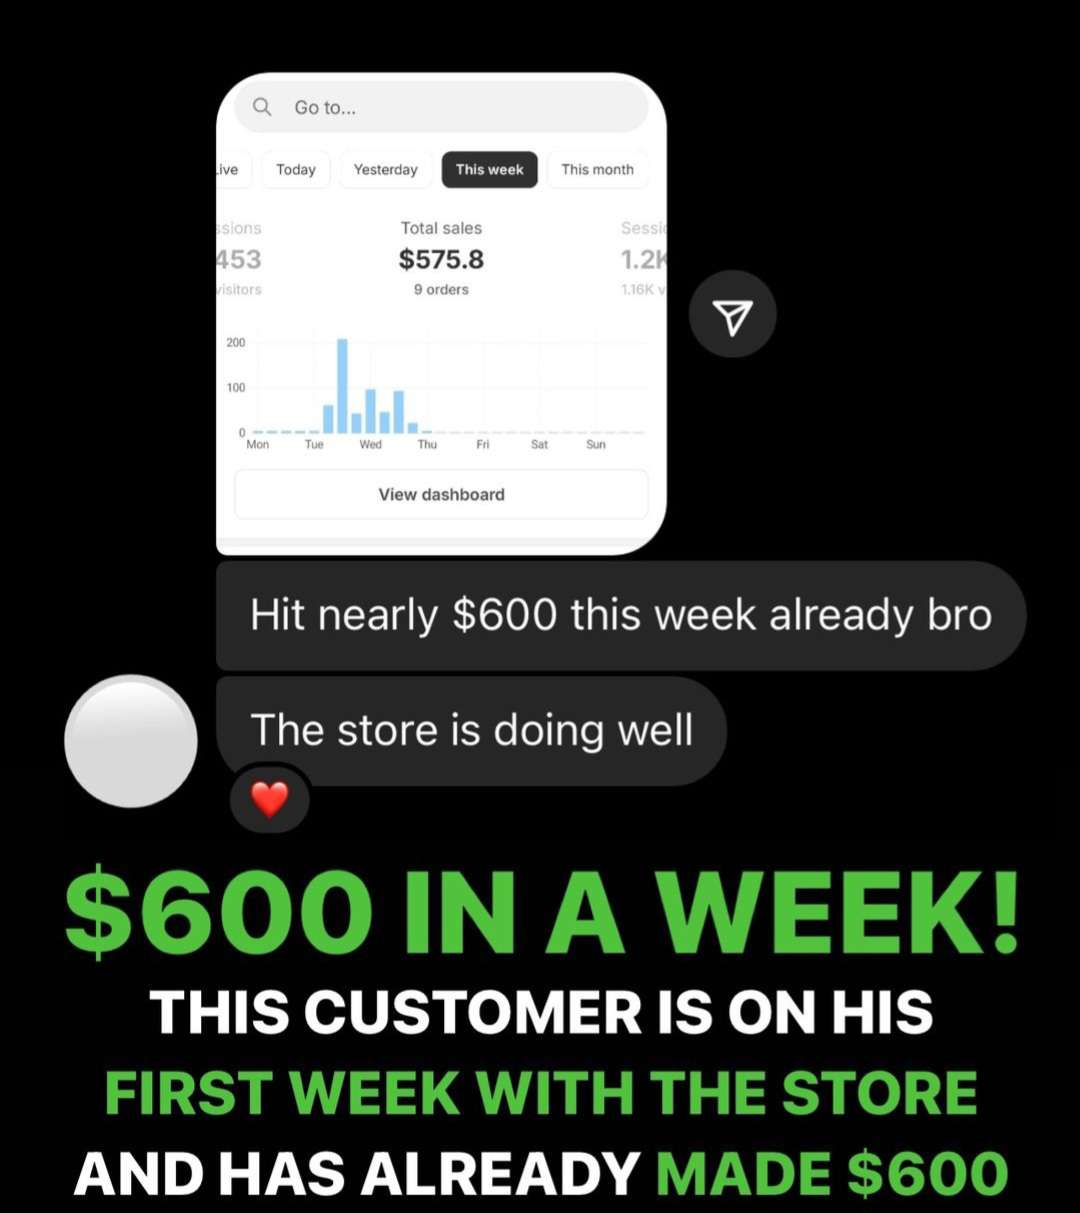 Go to...
ive Today Yesterday This week This month
ssions Total sales Sessio
453 $575.8 1.2K
visitors 9 orders 1.16K v
200
100
0
Mon Tue Wed Thu Fri Sat Sun
View dashboard
Hit nearly $600 this week already bro
The store is doing well
$600 IN A WEEK!
THIS CUSTOMER IS ON HIS
FIRST WEEK WITH THE STORE
AND HAS ALREADY MADE $600